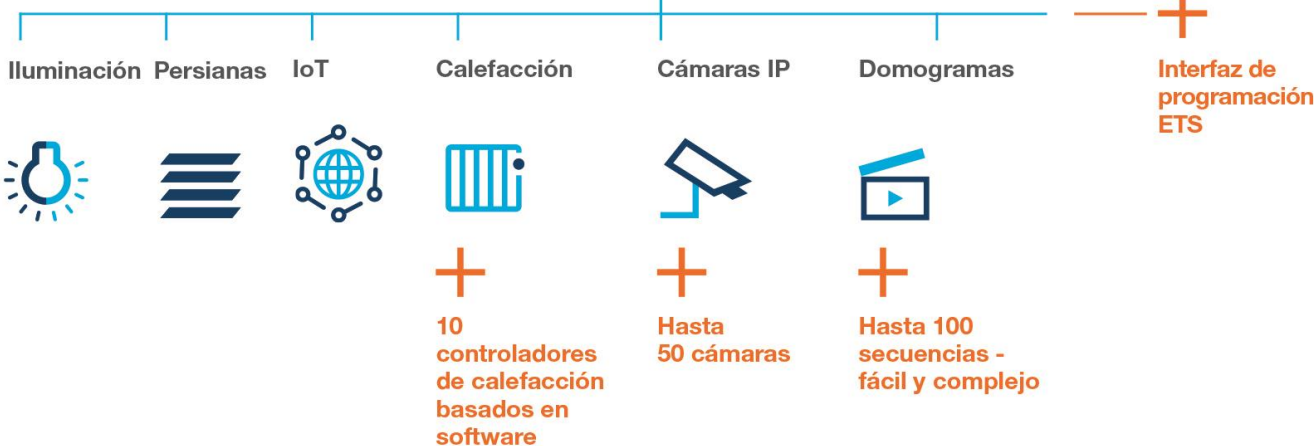 Iluminación
Persianas
IoT
Calefacción
Cámaras IP
Domogramas
Interfaz de
programación
ETS
10
controladores
de calefacción
basados en
software
Hasta
50 cámaras
Hasta 100
secuencias -
fácil y complejo